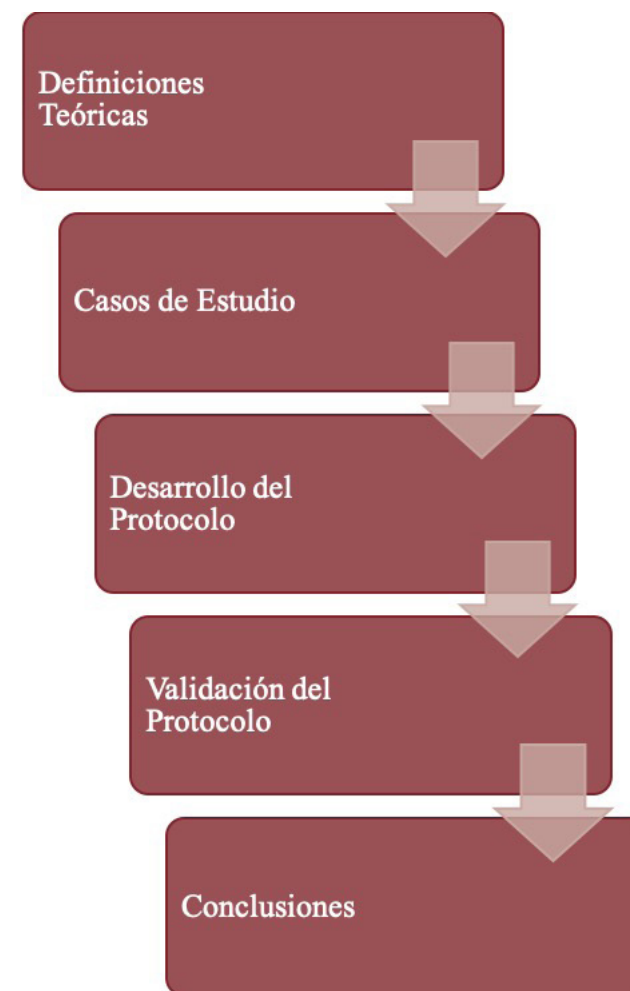 Definiciones
Teóricas
Casos de Estudio
Desarrollo del
Protocolo
Validación del
Protocolo
Conclusiones